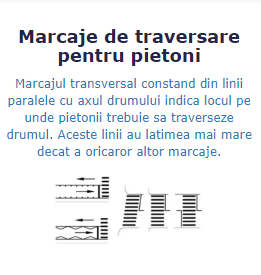 Marcaje de traversare
pentru pietoni
Marcajul transversal constand din linii
paralele cu axul drumului indica locul pe
unde pietonii trebuie sa traverseze
drumul. Aceste linii au latimea mai mare
decat a oricaror altor marcaje.